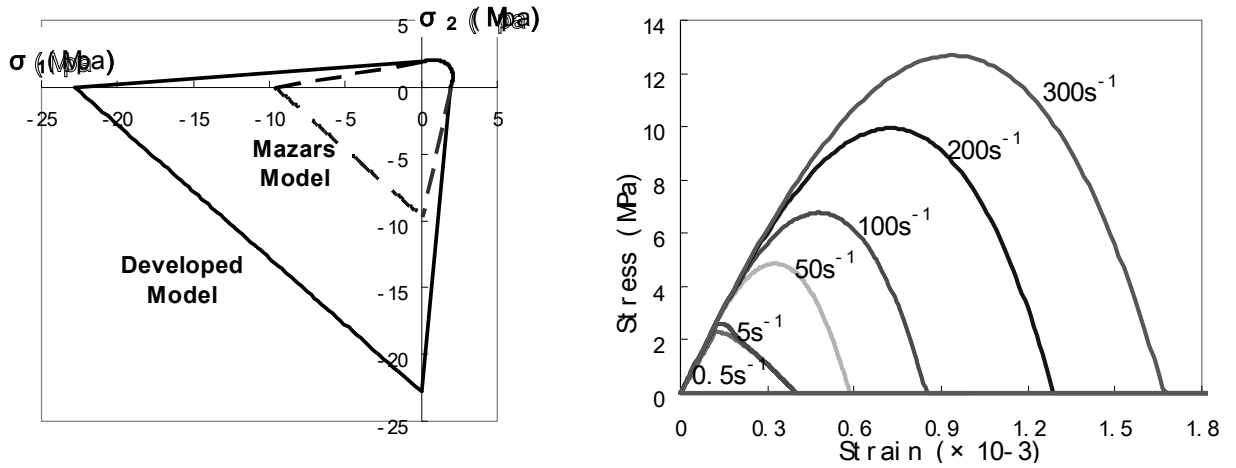 σ 2 (Mpa)
5
σ 1 (Mpa)
0
-25 -20 -15 -10 -5 0 5
Mazars
Model
-5
-10
Developed
Model
-15
-20
-25
14
12
10
8
6
4
2
0
Stress (MPa)
300s-1
200s-1
100s-1
50s-1
5s-1
0.5s-1
0 0.3 0.6 0.9 1.2 1.5 1.8
Strain (× 10-3)